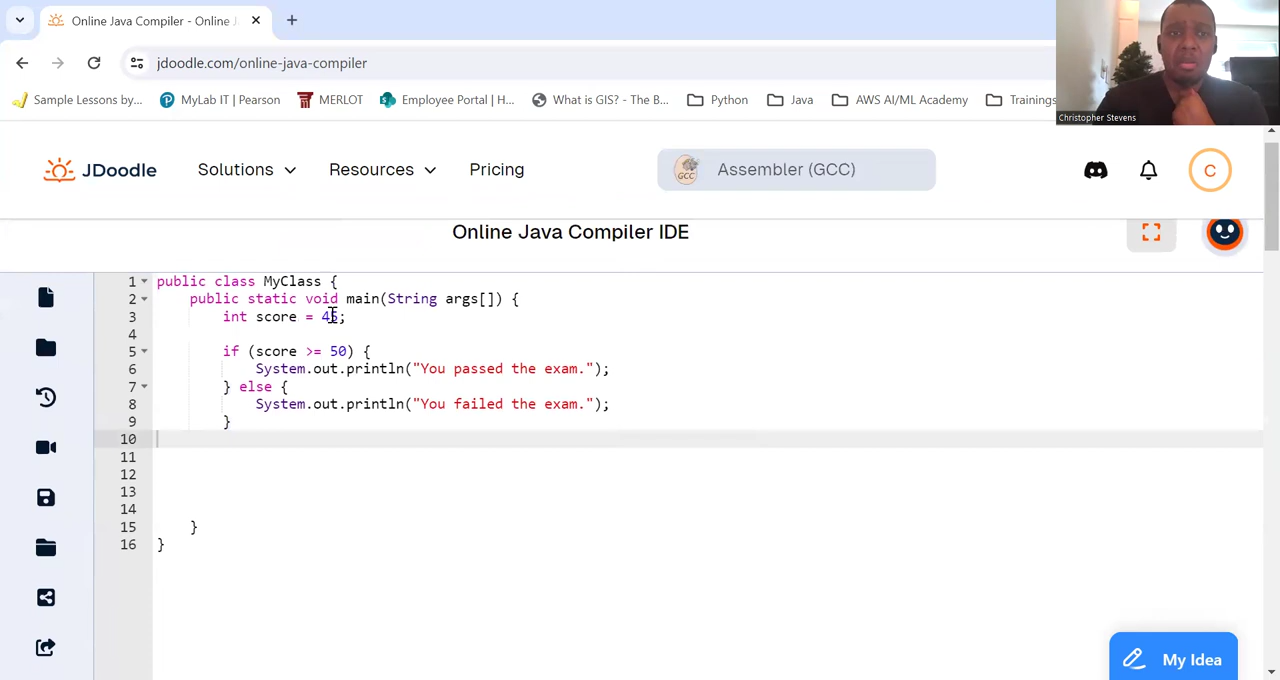 Online Java Compiler - Online J
jdoodle.com/online-java-compiler
Sample Lessons by... MyLab IT | Pearson MERLOT Employee Portal | H... What is GIS? - The B... Python Java AWS AI/ML Academy Trainings
Christopher Stevens
JDoodle Solutions Resources Pricing GCC Assembler (GCC) C
Online Java Compiler IDE
1 public class MyClass {
2 public static void main(String args[]) {
3 int score = 45;
4
5 if (score >= 50) {
6 System.out.println("You passed the exam.");
7 } else {
8 System.out.println("You failed the exam.");
9 }
10
11
12
13
14
15 }
16 }
My Idea